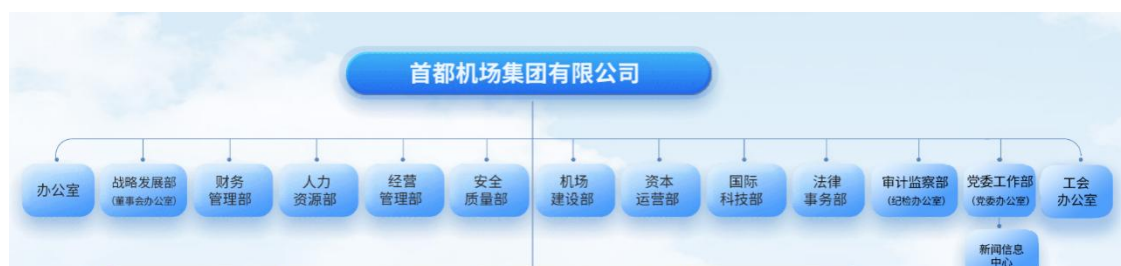 首都机场集团有限公司
办公室
战略发展部
(董事会办公室)
财务
管理部
人力
资源部
经营
管理部
安全
质量部
机场
建设部
资本
运营部
国际
科技部
法律
事务部
审计监察部
(纪检办公室)
党委工作部
(党委办公室)
工会
办公室
新闻信息
中心